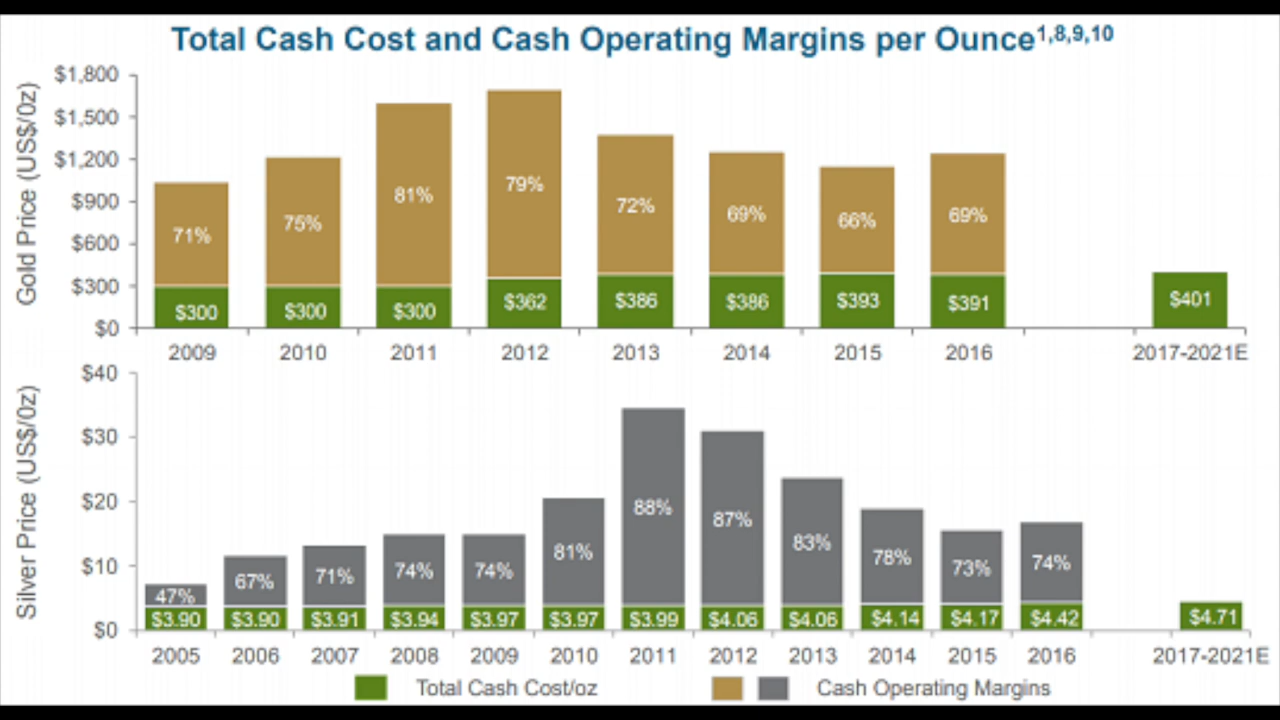 Total Cash Cost and Cash Operating Margins per Ounce1,8,9,10
Gold Price (US$/0z)
$1,800
$1,500
$1,200
$900
$600
$300
$0
71% 75% 81% 79% 72% 69% 66% 69%
$300 $300 $300 $362 $386 $386 $393 $391 $401
2009 2010 2011 2012 2013 2014 2015 2016 2017-2021E
Silver Price (US$/0z)
$40
$30
$20
$10
$0
47% 67% 71% 74% 74% 81% 88% 87% 83% 78% 73% 74%
$3.90 $3.90 $3.91 $3.94 $3.97 $3.97 $3.99 $4.06 $4.06 $4.14 $4.17 $4.42 $4.71
2005 2006 2007 2008 2009 2010 2011 2012 2013 2014 2015 2016 2017-2021E
Total Cash Cost/oz Cash Operating Margins